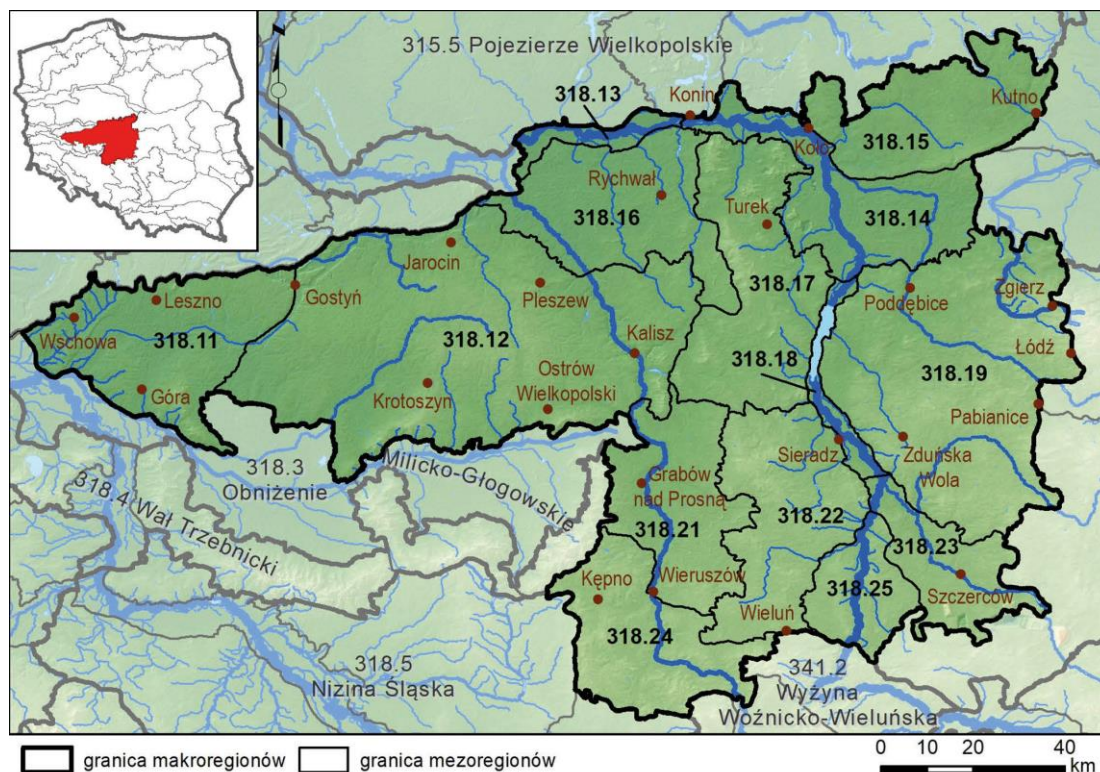 315.5 Pojezierze Wielkopolskie
318.13
Konin
Kutno
318.15
Koło
Rychwał
318.16
Turek
318.14
Jarocin
Leszno
Gostyń
Pleszew
318.17
Poddębice
Zgierz
Wschowa
318.11
318.12
Kalisz
318.18
318.19
Łódź
Góra
Krotoszyn
Ostrów
Wielkopolski
Pabianice
318.3
Obniżenie
Milicko-Głogowskie
Sieradz
Zduńska
Wola
318.4 Wał Trzebnicki
Grabów
nad Prosną
318.21
318.22
318.23
Kępno
Wieruszów
318.25
Szczerców
318.24
Wieluń
318.5
Nizina Śląska
341.2
Wyżyna
Woźnicko-Wieluńska
granica makroregionów
granica mezoregionów
0 10 20 40
km